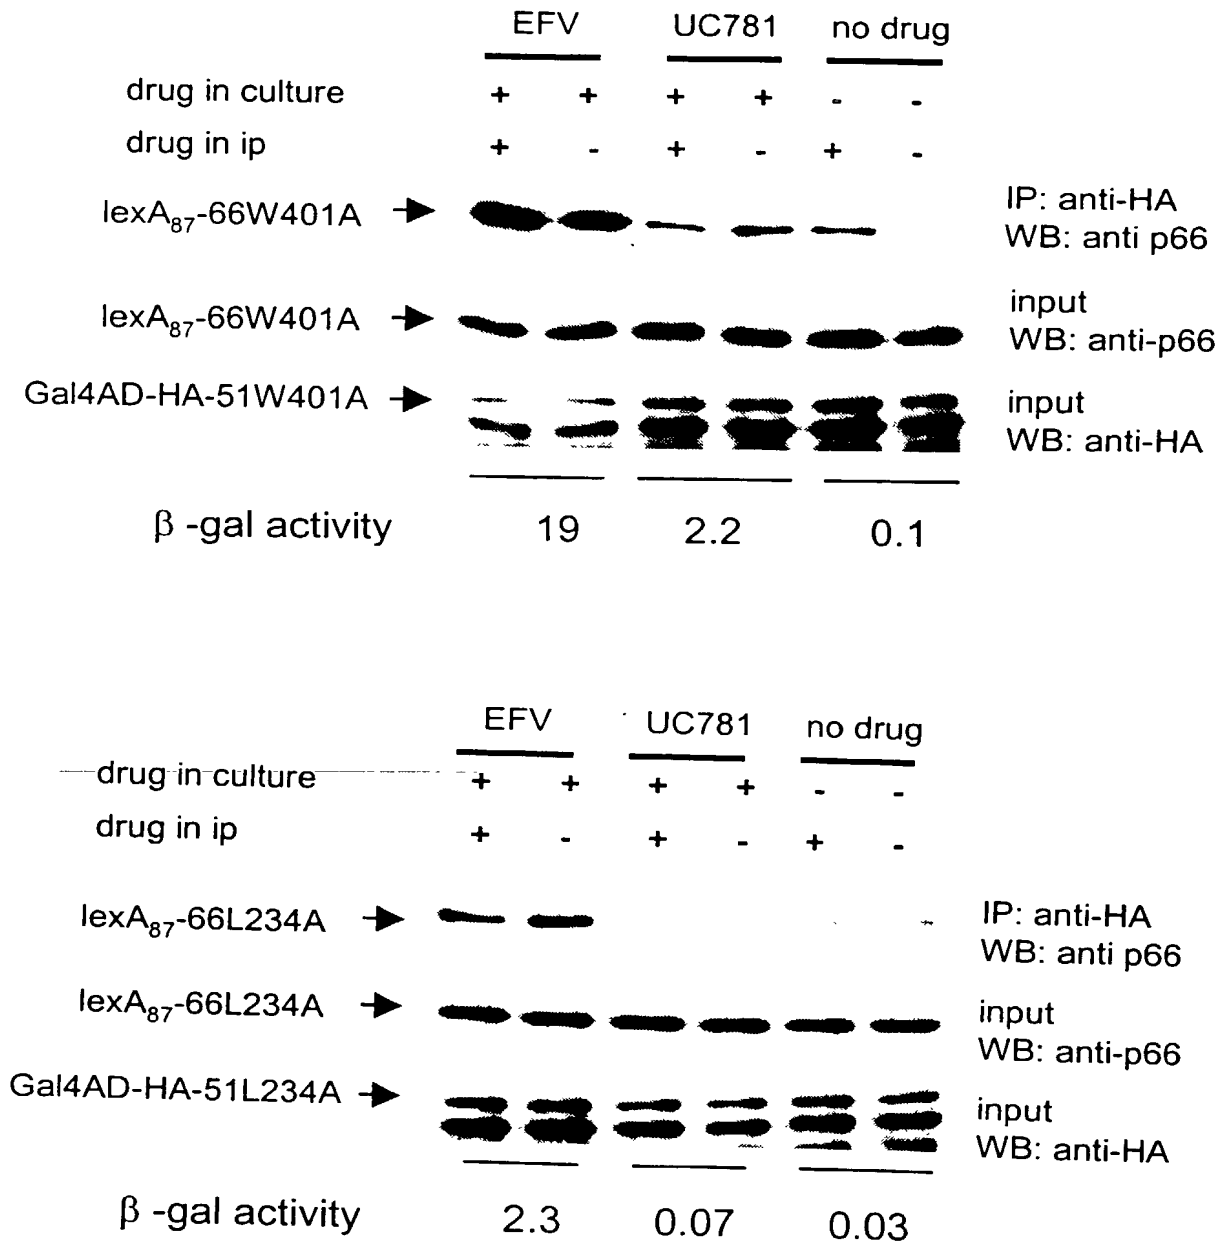 EFV UC781 no drug
drug in culture + + + + - -
drug in ip + - + - + -
lexA87-66W401A IP: anti-HA
WB: anti p66
lexA87-66W401A input
WB: anti-p66
Gal4AD-HA-51W401A input
WB: anti-HA
β -gal activity 19 2.2 0.1
EFV UC781 no drug
drug in culture + + + + - -
drug in ip + - + - + -
lexA87-66L234A IP: anti-HA
WB: anti p66
lexA87-66L234A input
WB: anti-p66
Gal4AD-HA-51L234A input
WB: anti-HA
β -gal activity 2.3 0.07 0.03